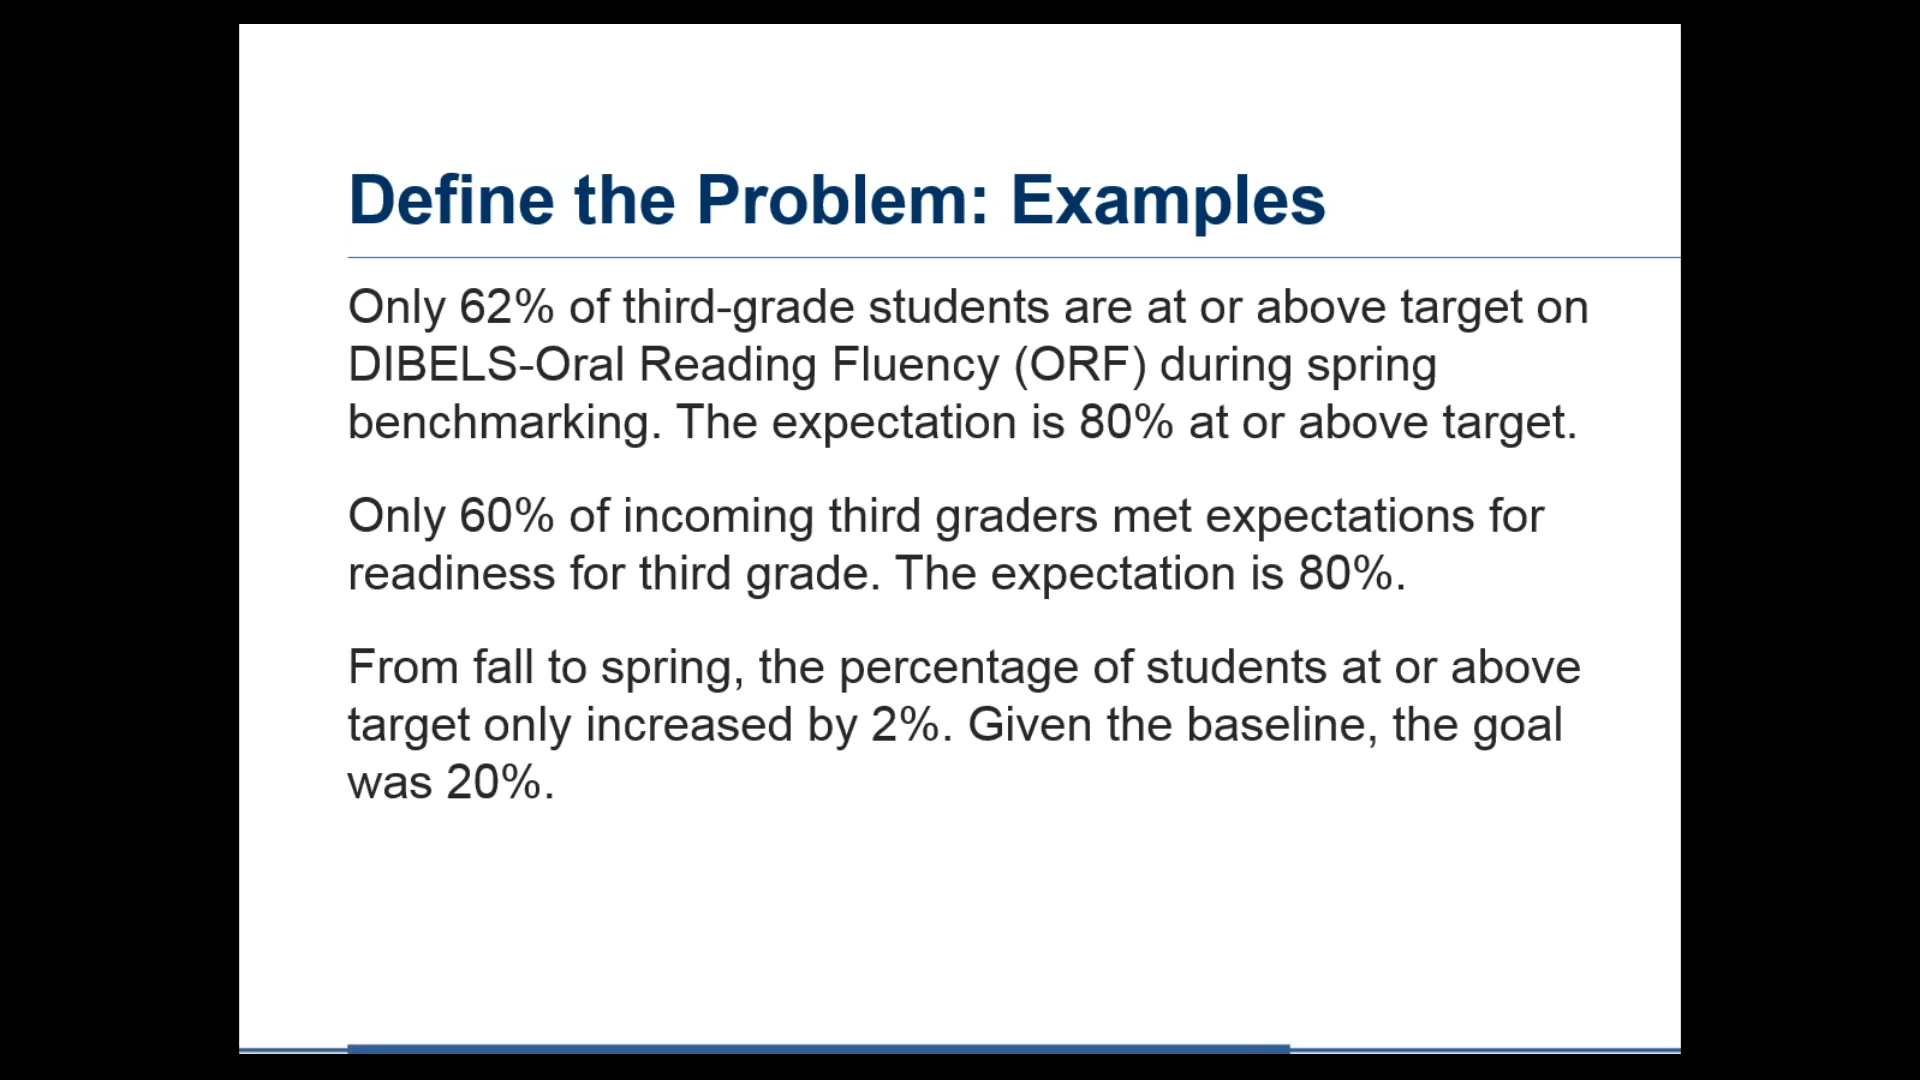 Define the Problem: Examples
Only 62% of third-grade students are at or above target on
DIBELS-Oral Reading Fluency (ORF) during spring
benchmarking. The expectation is 80% at or above target.
Only 60% of incoming third graders met expectations for
readiness for third grade. The expectation is 80%.
From fall to spring, the percentage of students at or above
target only increased by 2%. Given the baseline, the goal
was 20%.